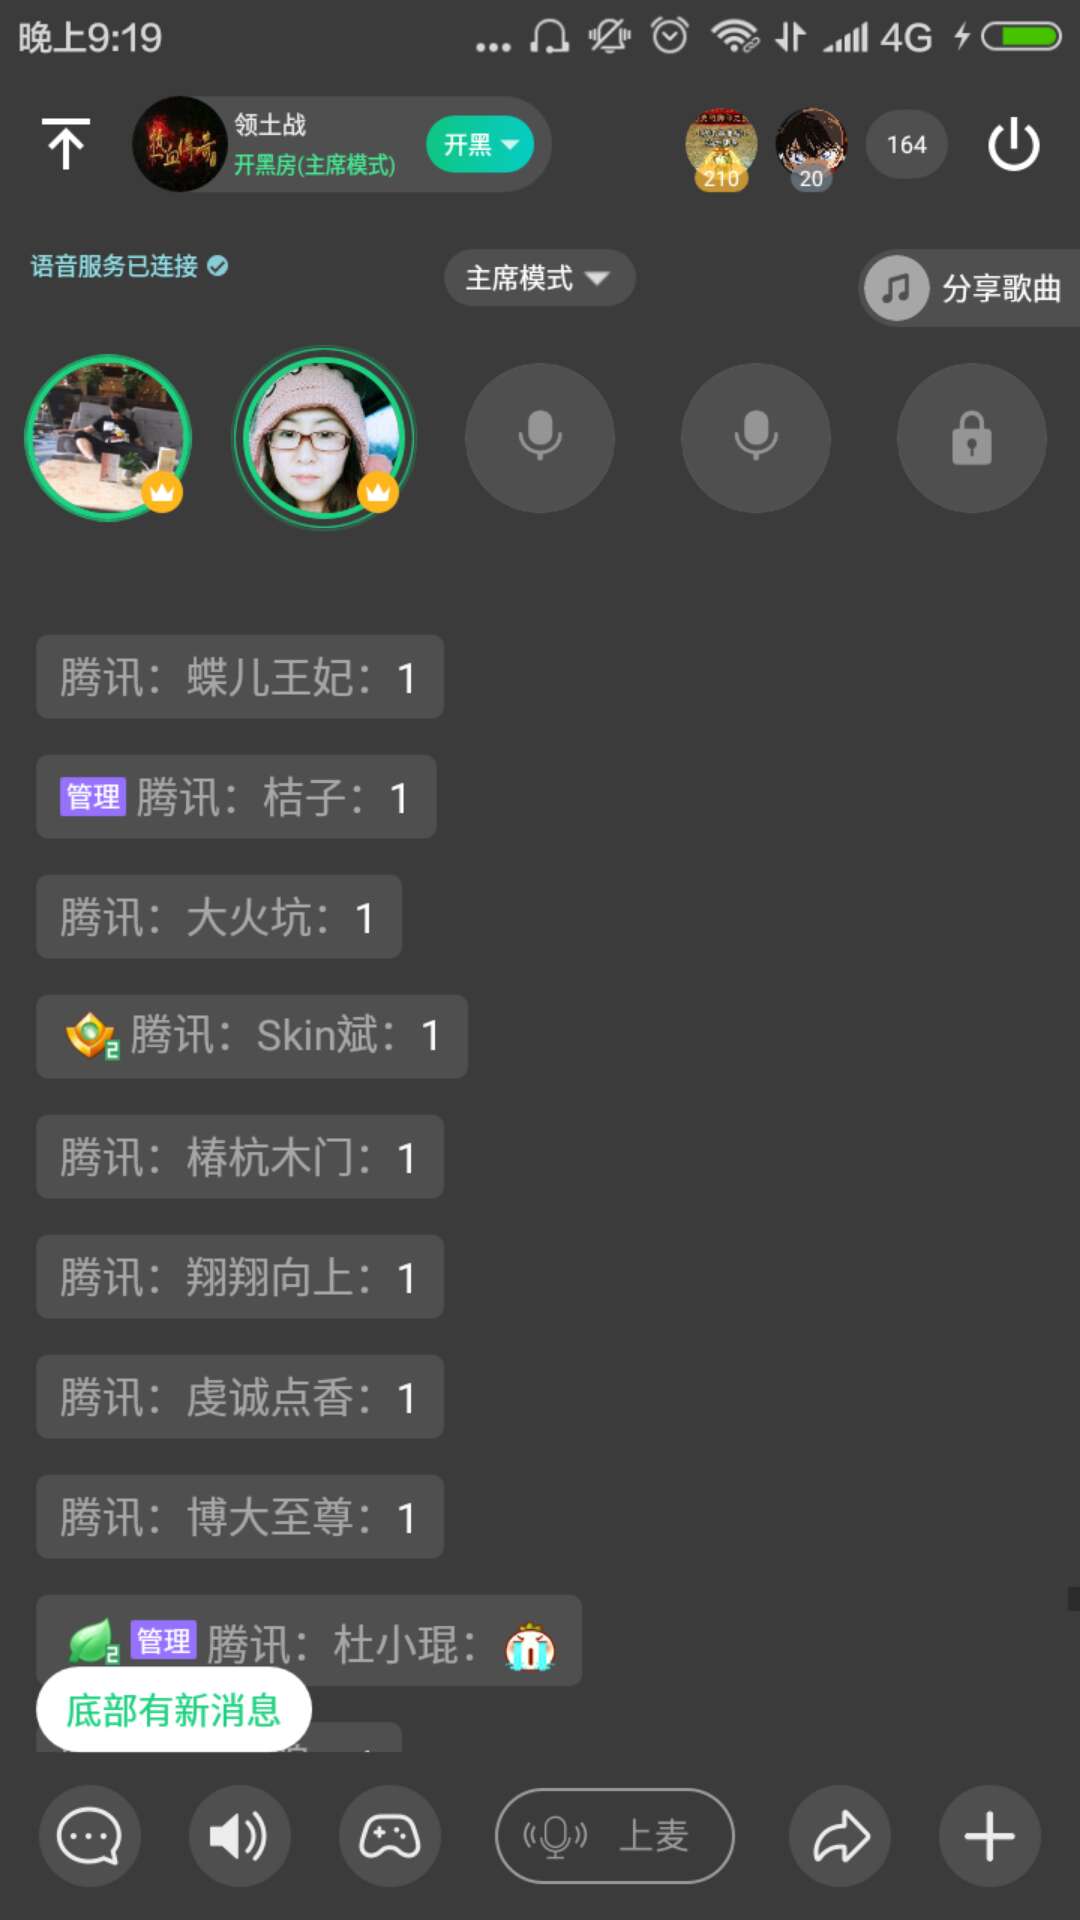 晚上9:19
4G
热血传奇
领土战
开黑房(主席模式)
开黑
210
20
164
语音服务已连接
主席模式
分享歌曲
腾讯：蝶儿王妃：1
管理 腾讯：桔子：1
腾讯：大火坑：1
2 腾讯：Skin斌：1
腾讯：椿杭木门：1
腾讯：翔翔向上：1
腾讯：虔诚点香：1
腾讯：博大至尊：1
2 管理 腾讯：杜小琨：
底部有新消息
上麦